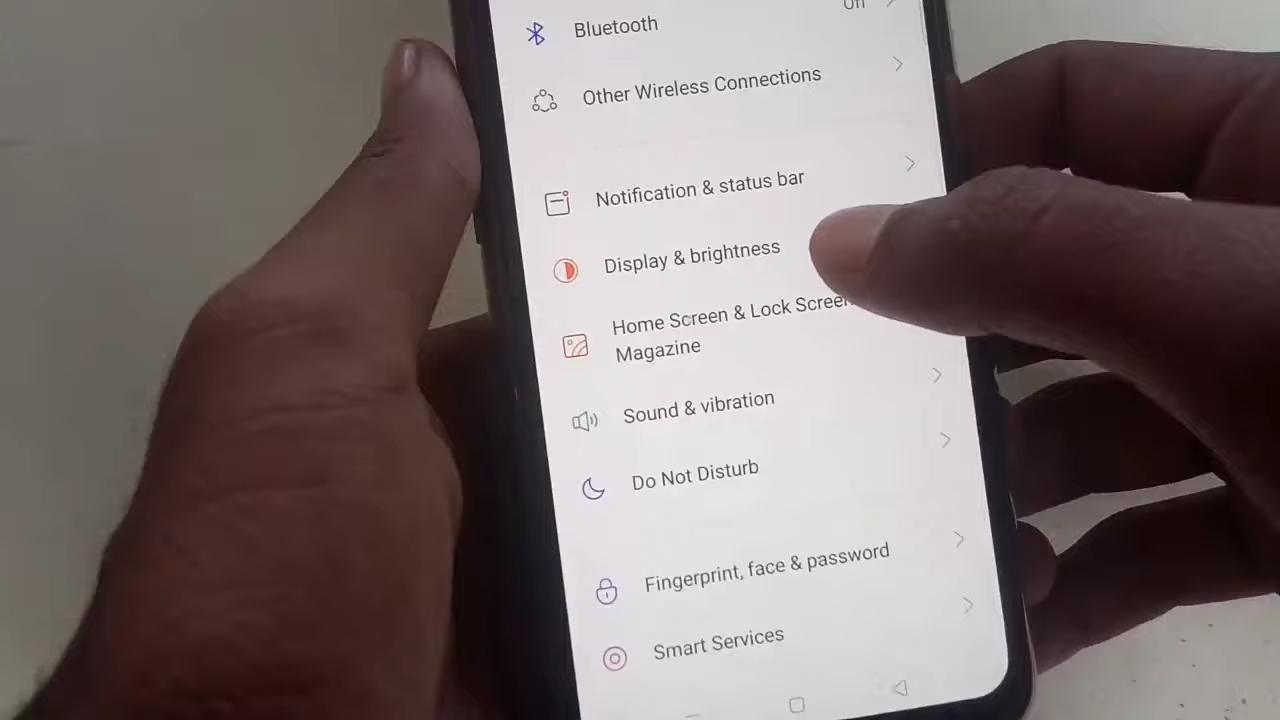 Bluetooth
Other Wireless Connections
Notification & status bar
Display & brightness
Home Screen & Lock Screen
Magazine
Sound & vibration
Do Not Disturb
Fingerprint, face & password
Smart Services